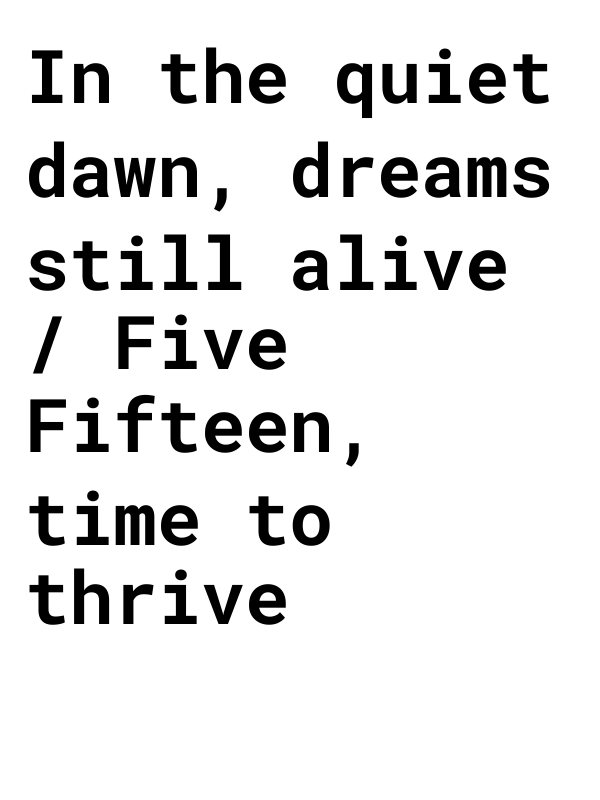 In the quiet
dawn, dreams
still alive
/ Five
Fifteen,
time to
thrive